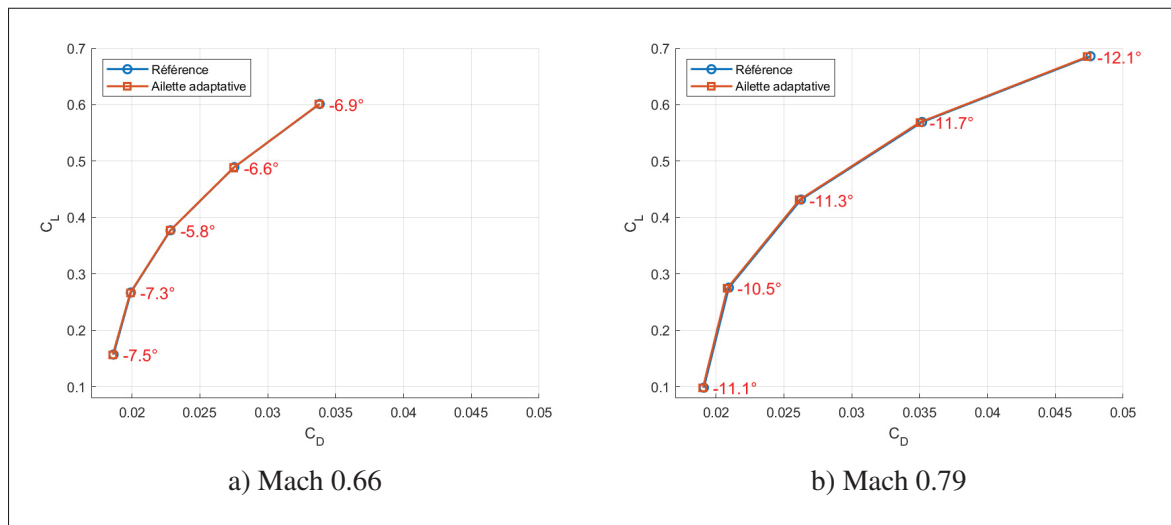 0.7
0.6
0.5
0.4
0.3
0.2
0.1
C_L
Référence
Ailette adaptative
-6.9°
-6.6°
-5.8°
-7.3°
-7.5°
0.02 0.025 0.03 0.035 0.04 0.045 0.05
C_D
a) Mach 0.66
0.7
0.6
0.5
0.4
0.3
0.2
0.1
C_L
Référence
Ailette adaptative
-12.1°
-11.7°
-11.3°
-10.5°
-11.1°
0.02 0.025 0.03 0.035 0.04 0.045 0.05
C_D
b) Mach 0.79